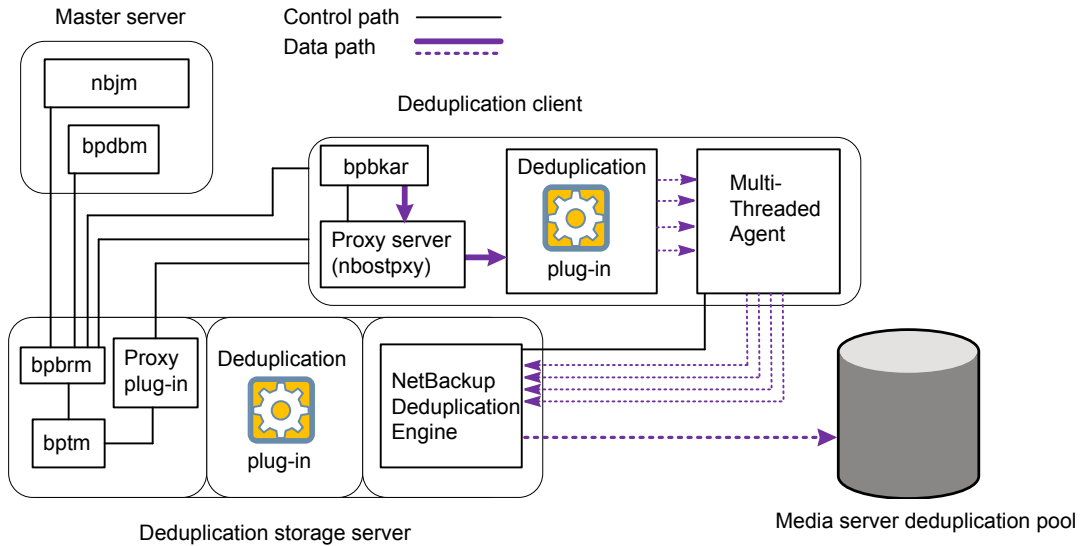 Master server
Control path
Data path
nbjm
bpdbm
Deduplication client
bpbkar
Proxy server
(nbostpxy)
Deduplication
plug-in
Multi-
Threaded
Agent
bpbrm
Proxy
plug-in
bptm
Deduplication
plug-in
NetBackup
Deduplication
Engine
Deduplication storage server
Media server deduplication pool